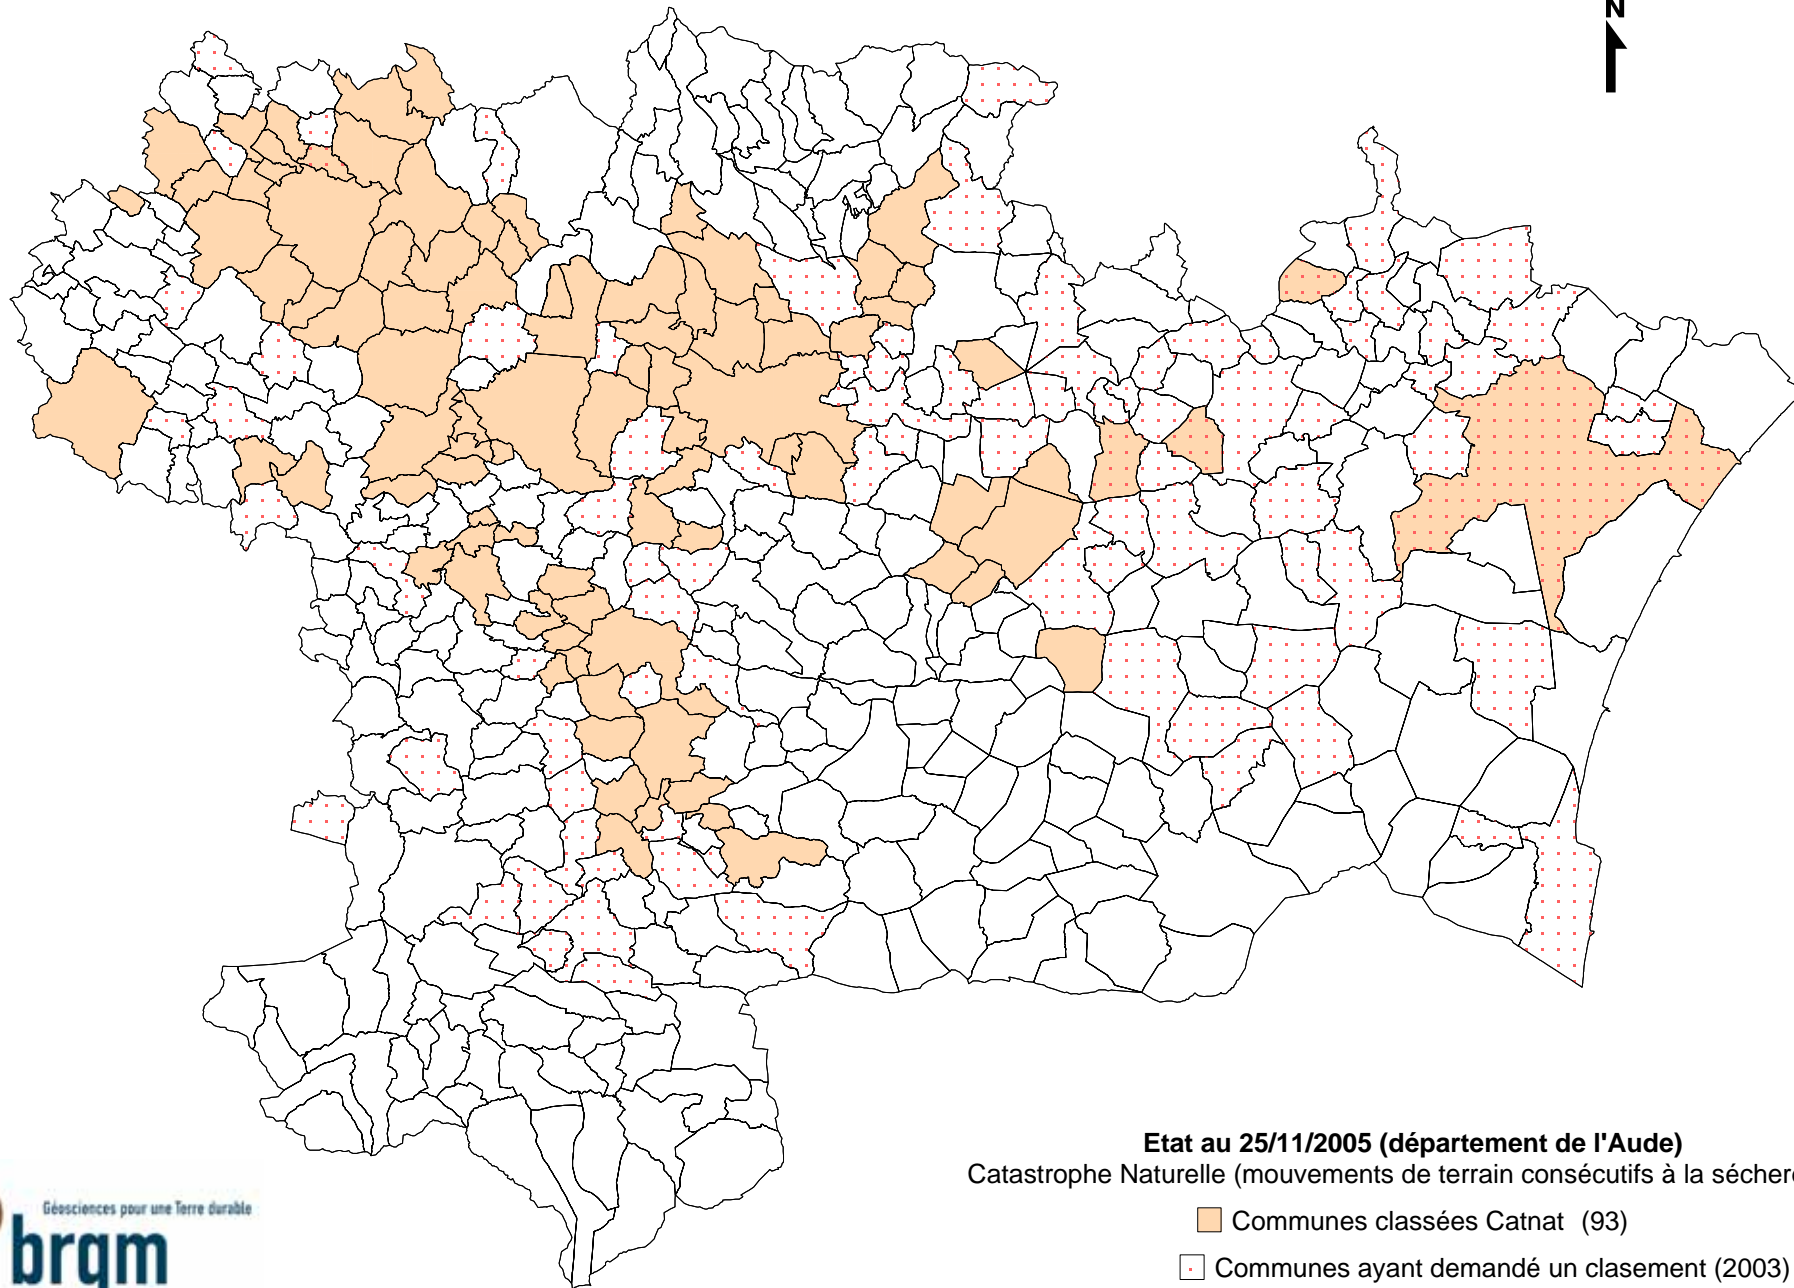 N
Etat au 25/11/2005 (département de l'Aude)
Catastrophe Naturelle (mouvements de terrain consécutifs à la sécher
Communes classées Catnat (93)
Communes ayant demandé un clasement (2003)
Géosciences pour une Terre durable
brgm